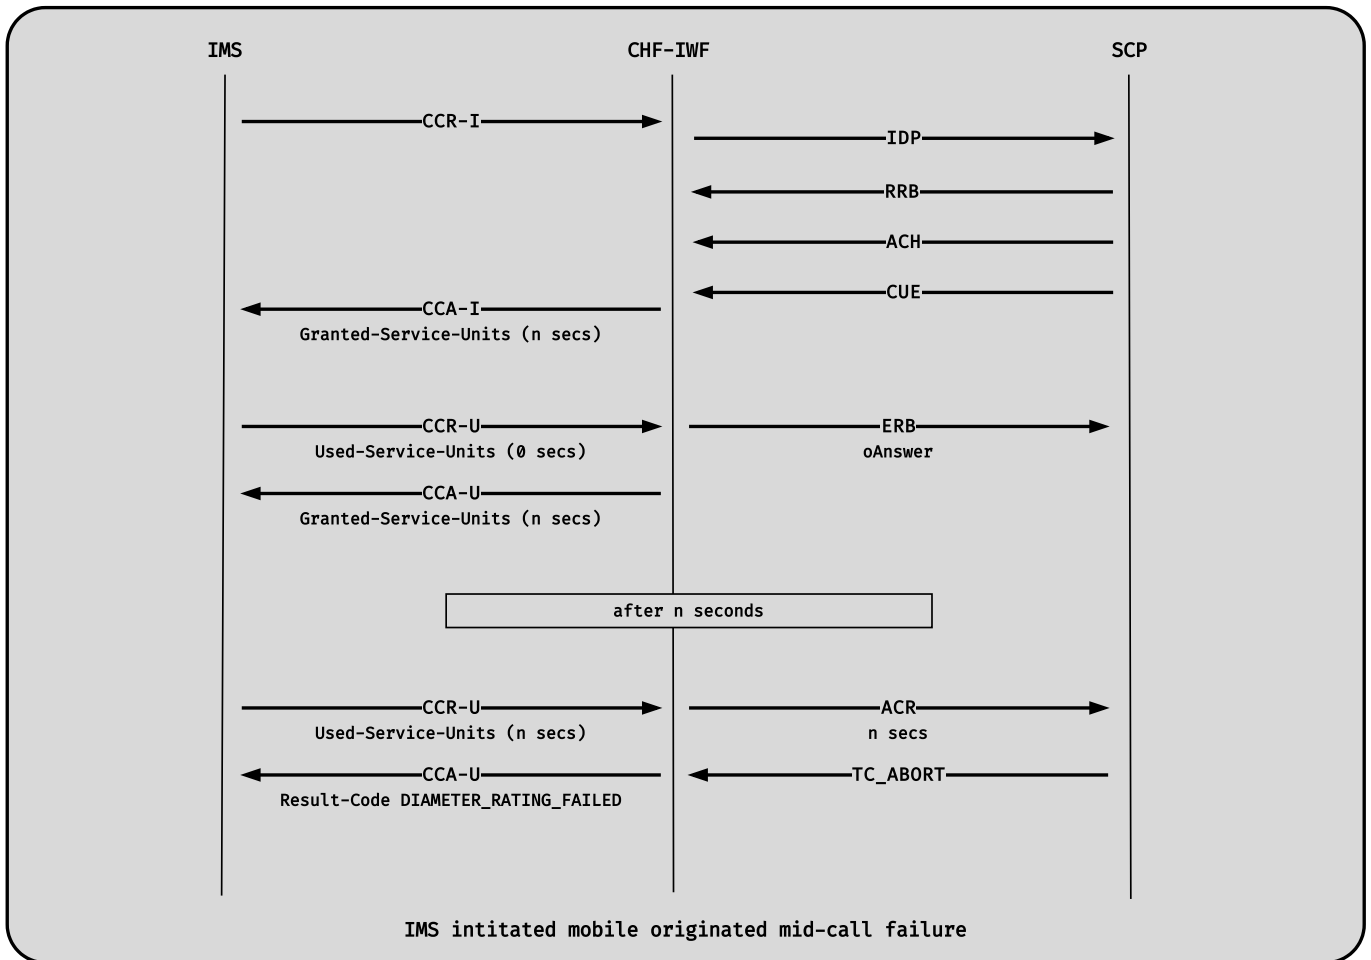 IMS CHF-IWF SCP
CCR-I
IDP
RRB
ACH
CUE
CCA-I
Granted-Service-Units (n secs)
CCR-U ERB
Used-Service-Units (0 secs) oAnswer
CCA-U
Granted-Service-Units (n secs)
after n seconds
CCR-U ACR
Used-Service-Units (n secs) n secs
CCA-U TC_ABORT
Result-Code DIAMETER_RATING_FAILED
IMS intitated mobile originated mid-call failure